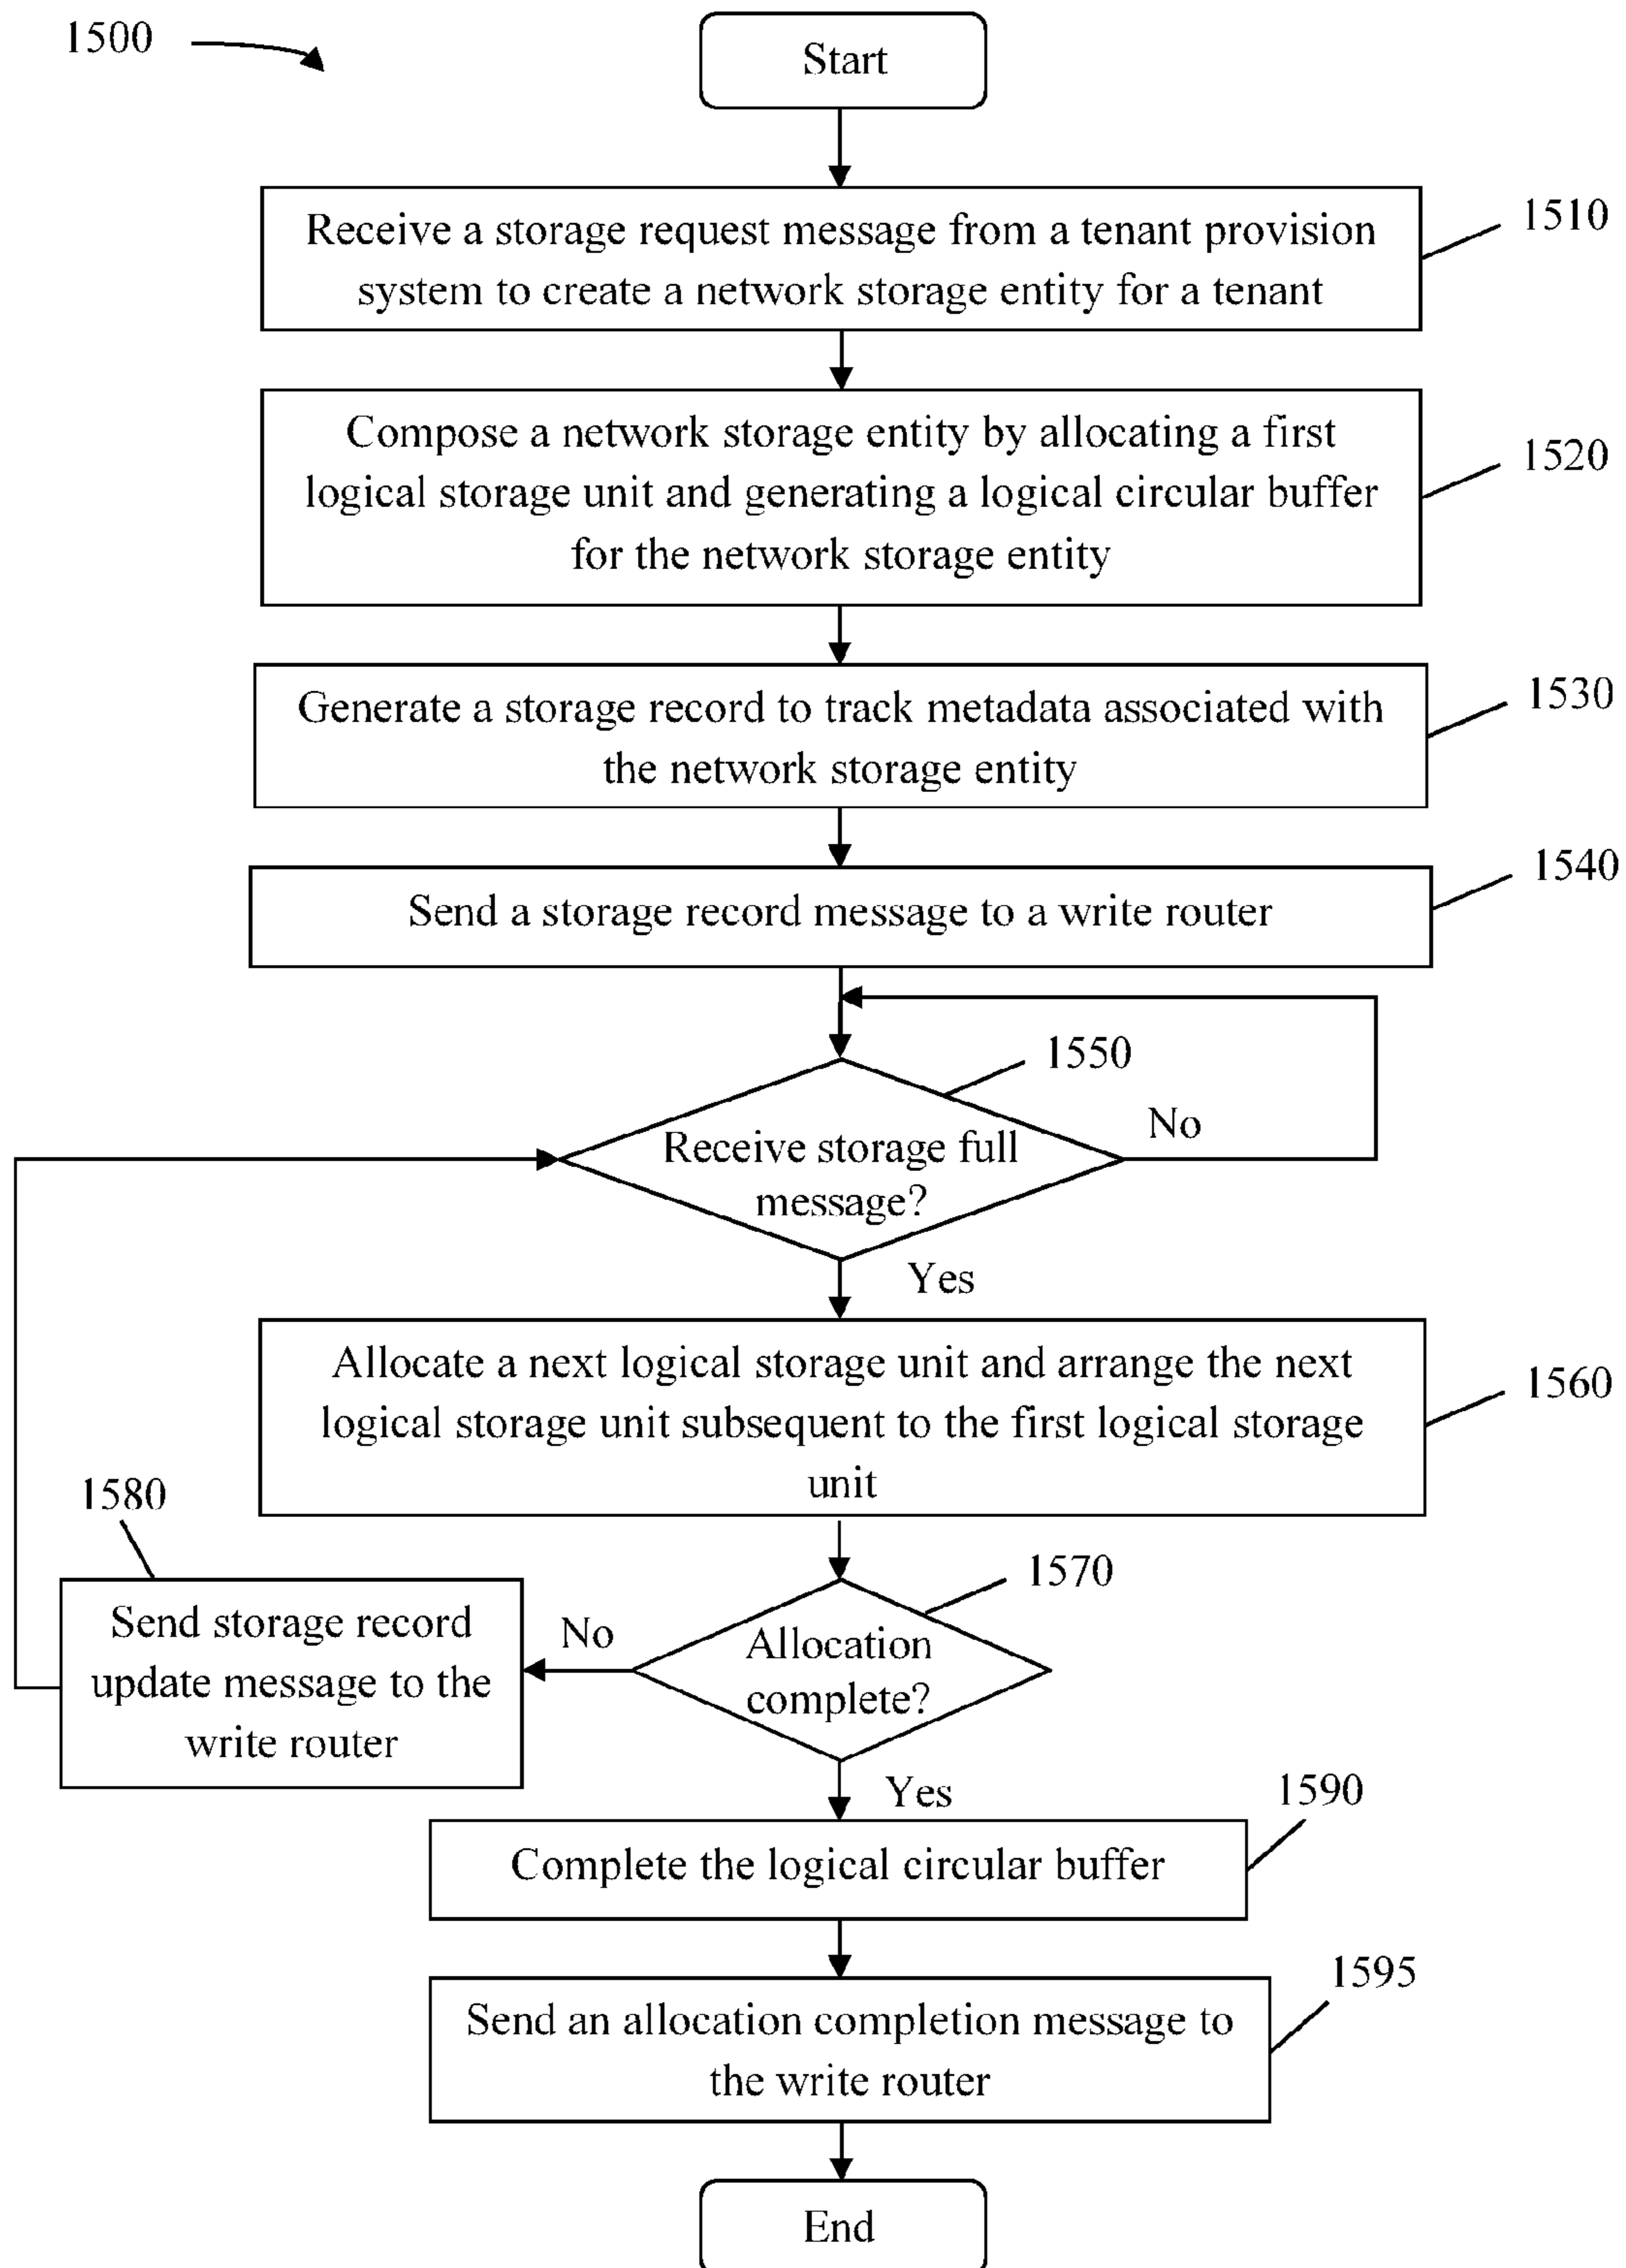 1500
Start
Receive a storage request message from a tenant provision
system to create a network storage entity for a tenant
1510
Compose a network storage entity by allocating a first
logical storage unit and generating a logical circular buffer
for the network storage entity
1520
Generate a storage record to track metadata associated with
the network storage entity
1530
Send a storage record message to a write router
1540
1550
Receive storage full
message?
No
Yes
Allocate a next logical storage unit and arrange the next
logical storage unit subsequent to the first logical storage
unit
1560
1580
Send storage record
update message to the
write router
No
1570
Allocation
complete?
Yes
1590
Complete the logical circular buffer
1595
Send an allocation completion message to
the write router
End